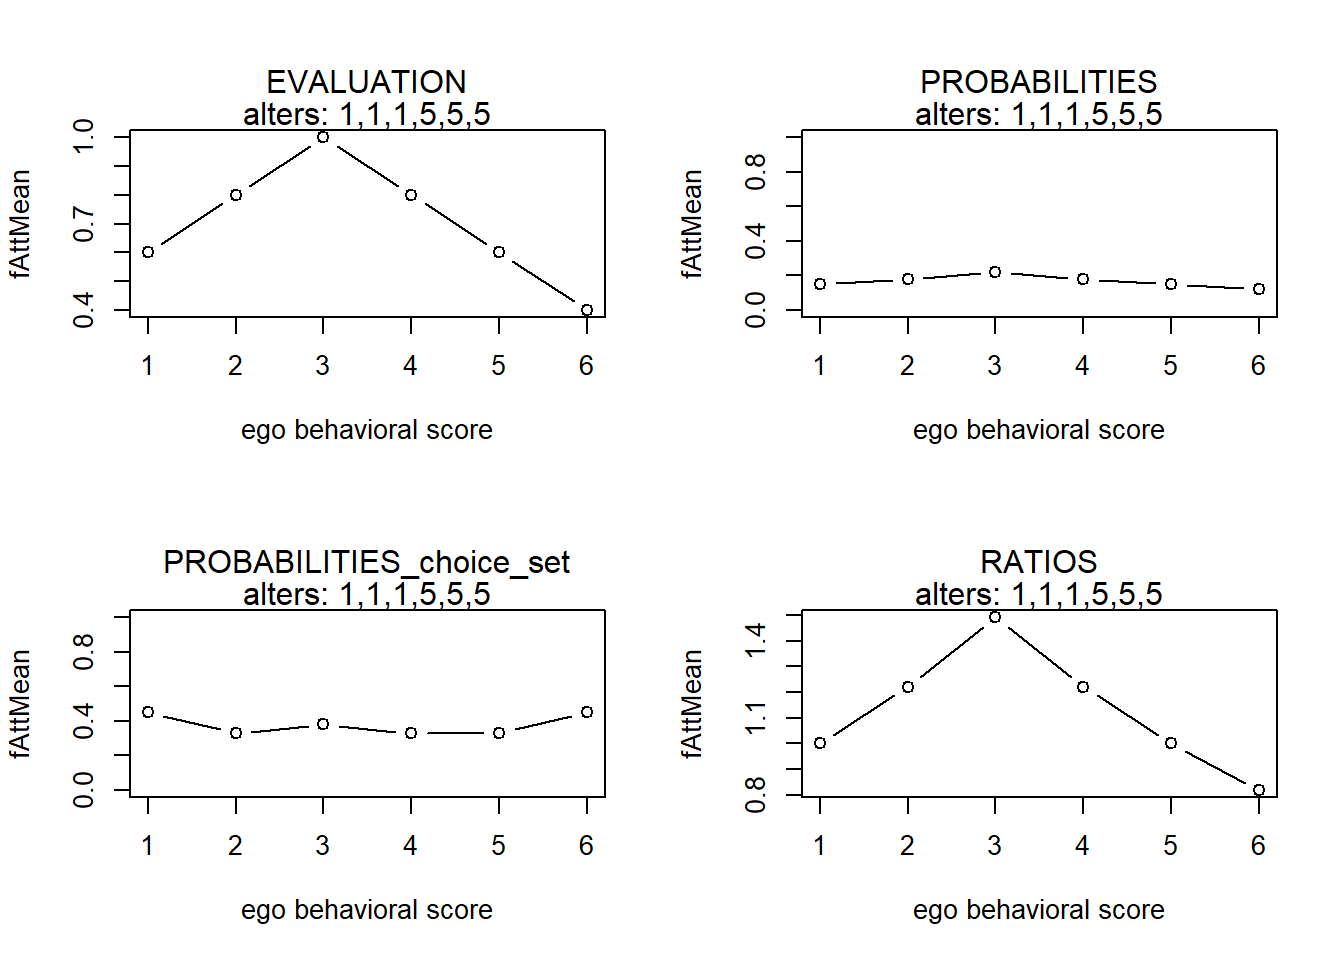 EVALUATION
alters: 1,1,1,5,5,5
fAttMean
1.0
0.7
0.4
1 2 3 4 5 6
ego behavioral score
PROBABILITIES
alters: 1,1,1,5,5,5
fAttMean
0.8
0.4
0.0
1 2 3 4 5 6
ego behavioral score
PROBABILITIES_choice_set
alters: 1,1,1,5,5,5
fAttMean
0.8
0.4
0.0
1 2 3 4 5 6
ego behavioral score
RATIOS
alters: 1,1,1,5,5,5
fAttMean
1.4
1.1
0.8
1 2 3 4 5 6
ego behavioral score